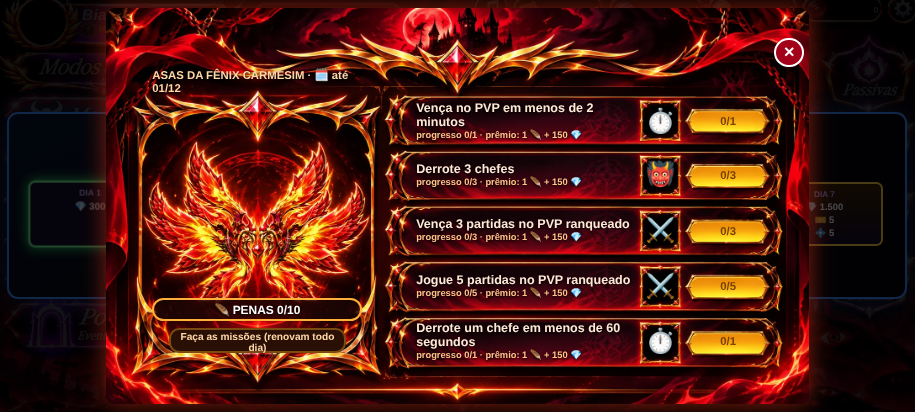 Bia
Modos
Passivas
ASAS DA FÊNIX CARMESIM · 🗓️ até
01/12
Vença no PVP em menos de 2
minutos
progresso 0/1 · prêmio: 1 🪶 + 150 💎
0/1
Derrote 3 chefes
progresso 0/3 · prêmio: 1 🪶 + 150 💎
0/3
Vença 3 partidas no PVP ranqueado
progresso 0/3 · prêmio: 1 🪶 + 150 💎
0/3
Jogue 5 partidas no PVP ranqueado
progresso 0/5 · prêmio: 1 🪶 + 150 💎
0/5
Derrote um chefe em menos de 60
segundos
progresso 0/1 · prêmio: 1 🪶 + 150 💎
0/1
🪶 PENAS 0/10
Faça as missões (renovam todo
dia)
DIA 1
💎 300
DIA 7
💎 1.500
5
5